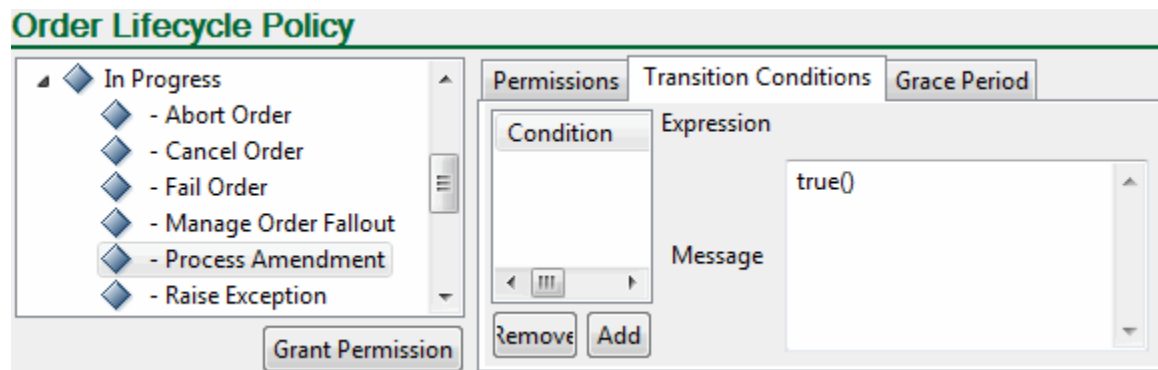 Order Lifecycle Policy
In Progress
- Abort Order
- Cancel Order
- Fail Order
- Manage Order Fallout
- Process Amendment
- Raise Exception
Grant Permission
Permissions Transition Conditions Grace Period
Condition
Expression
true()
Message
Remove Add